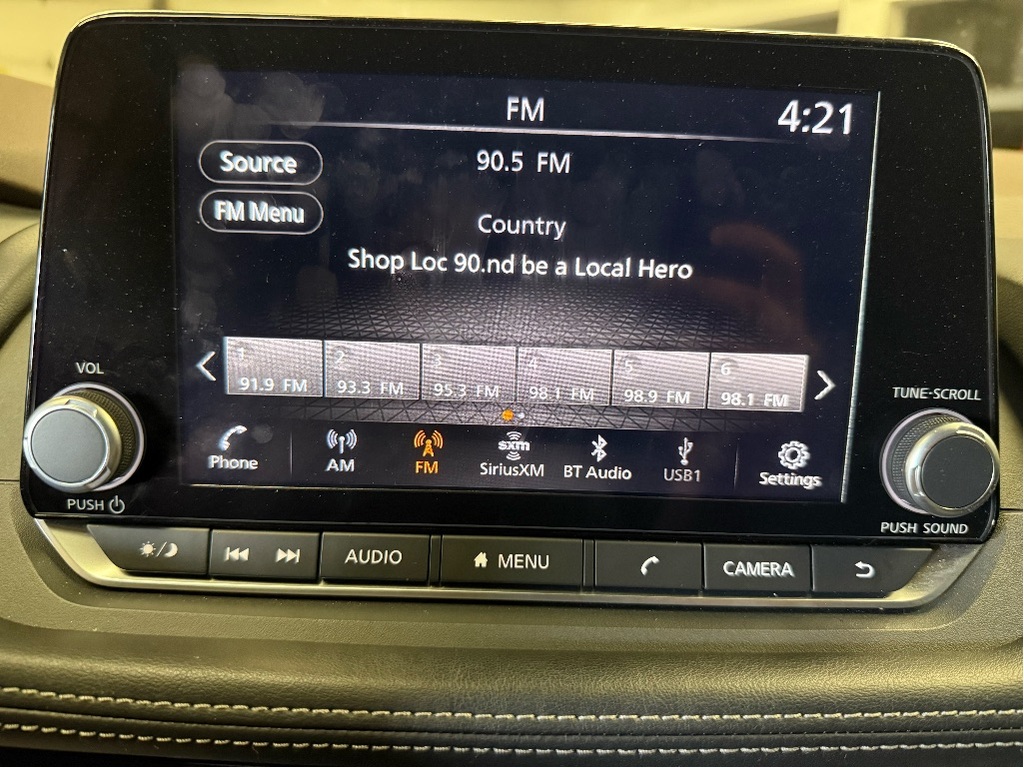 FM
4:21
Source
90.5 FM
FM Menu
Country
Shop Loc 90.nd be a Local Hero
1 2 3 4 5 6
91.9 FM 93.3 FM 95.3 FM 98.1 FM 98.9 FM 98.1 FM
VOL
TUNE·SCROLL
sxm
Phone AM FM SiriusXM BT Audio USB1 Settings
PUSH
PUSH SOUND
AUDIO MENU CAMERA